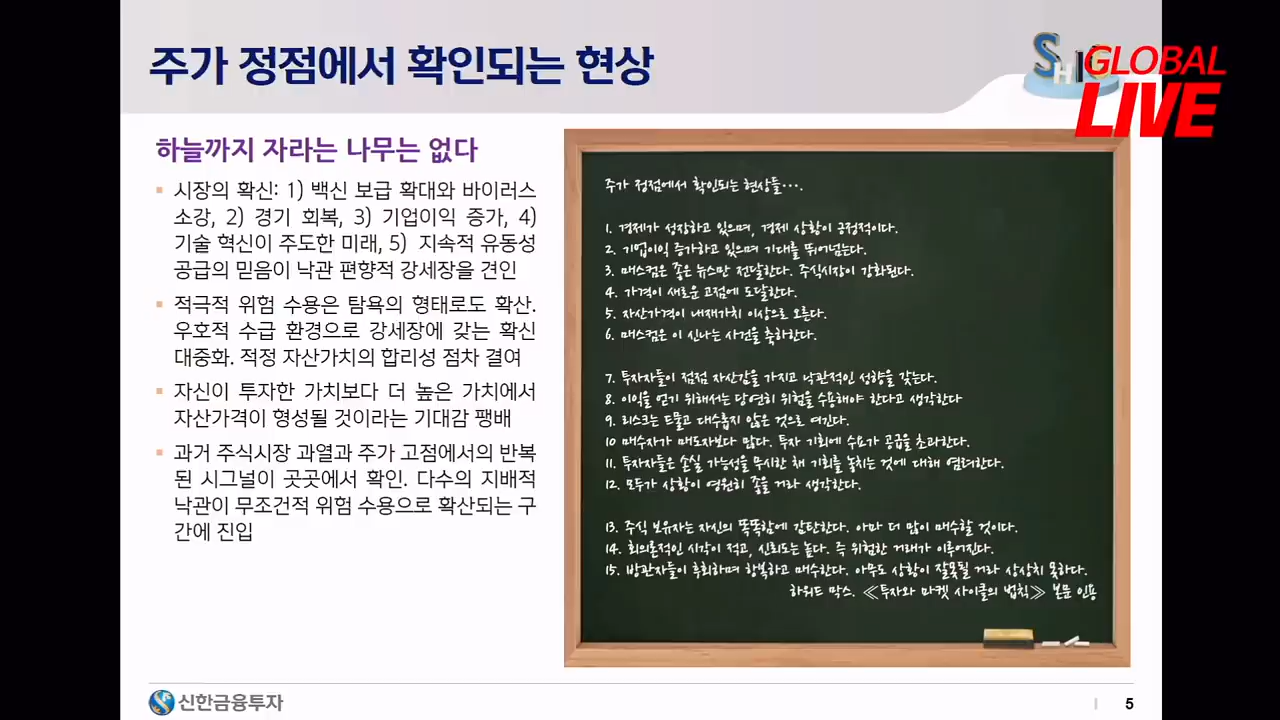 주가 정점에서 확인되는 현상
GLOBAL
LIVE
하늘까지 자라는 나무는 없다
시장의 확신: 1) 백신 보급 확대와 바이러스
소강, 2) 경기 회복, 3) 기업이익 증가, 4)
기술 혁신이 주도한 미래, 5) 지속적 유동성
공급의 믿음이 낙관 편향적 강세장을 견인
적극적 위험 수용은 탐욕의 형태로도 확산.
우호적 수급 환경으로 강세장에 갖는 확신
대중화. 적정 자산가치의 합리성 점차 결여
자신이 투자한 가치보다 더 높은 가치에서
자산가격이 형성될 것이라는 기대감 팽배
과거 주식시장 과열과 주가 고점에서의 반복
된 시그널이 곳곳에서 확인. 다수의 지배적
낙관이 무조건적 위험 수용으로 확산되는 구
간에 진입
주가 정점에서 확인되는 현상들....
1. 경제가 성장하고 있으며, 경제 상황이 긍정적이다.
2. 기업이익 증가하고 있으며 기대를 뛰어넘는다.
3. 매스컴은 좋은 뉴스만 전달한다. 주식시장이 강화된다.
4. 가격이 새로운 고점에 도달한다.
5. 자산가격이 내재가치 이상으로 오른다.
6. 매스컴은 이 신나는 사건을 축하한다.
7. 투자자들이 점점 자신감을 가지고 낙관적인 성향을 갖는다.
8. 이익을 얻기 위해서는 당연히 위험을 수용해야 한다고 생각한다
9. 리스크는 드물고 대수롭지 않은 것으로 여긴다.
10 매수자가 매도자보다 많다. 투자 기회에 수요가 공급을 초과한다.
11. 투자자들은 손실 가능성을 무시한 채 기회를 놓치는 것에 대해 염려한다.
12. 모두가 상황이 영원히 좋을 거라 생각한다.
13. 주식 보유자는 자신의 똑똑함에 감탄한다. 아마 더 많이 매수할 것이다.
14. 회의론적인 시각이 적고, 신뢰도는 높다. 즉 위험한 거래가 이루어진다.
15. 방관자들이 후회하며 항복하고 매수한다. 아무도 상황이 잘못될 거라 상상치 못하다.
하워드 막스. ≪투자와 마켓 사이클의 법칙≫ 본문 인용
신한금융투자
5